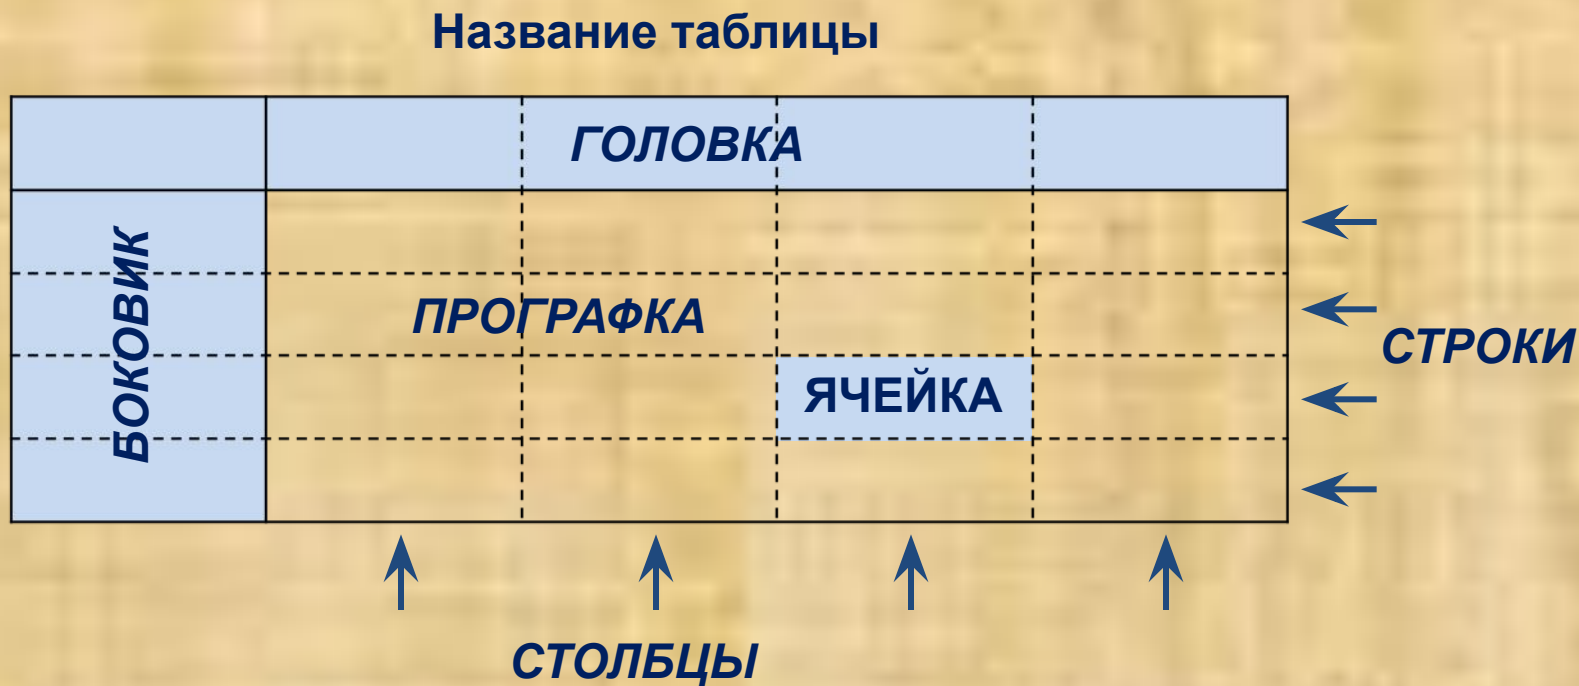 Название таблицы
ГОЛОВКА
БОКОВИК
ПРОГРАФКА
СТРОКИ
ЯЧЕЙКА
СТОЛБЦЫ